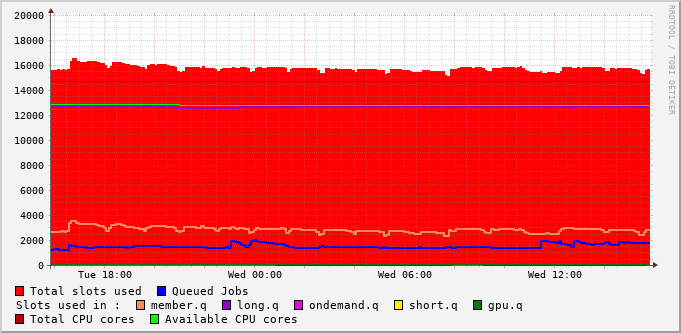 20000
18000
16000
14000
12000
10000
8000
6000
4000
2000
0
Tue 18:00 Wed 00:00 Wed 06:00 Wed 12:00
RRDTOOL / TOBI OETIKER
Total slots used Queued Jobs
Slots used in : member.q long.q ondemand.q short.q gpu.q
Total CPU cores Available CPU cores